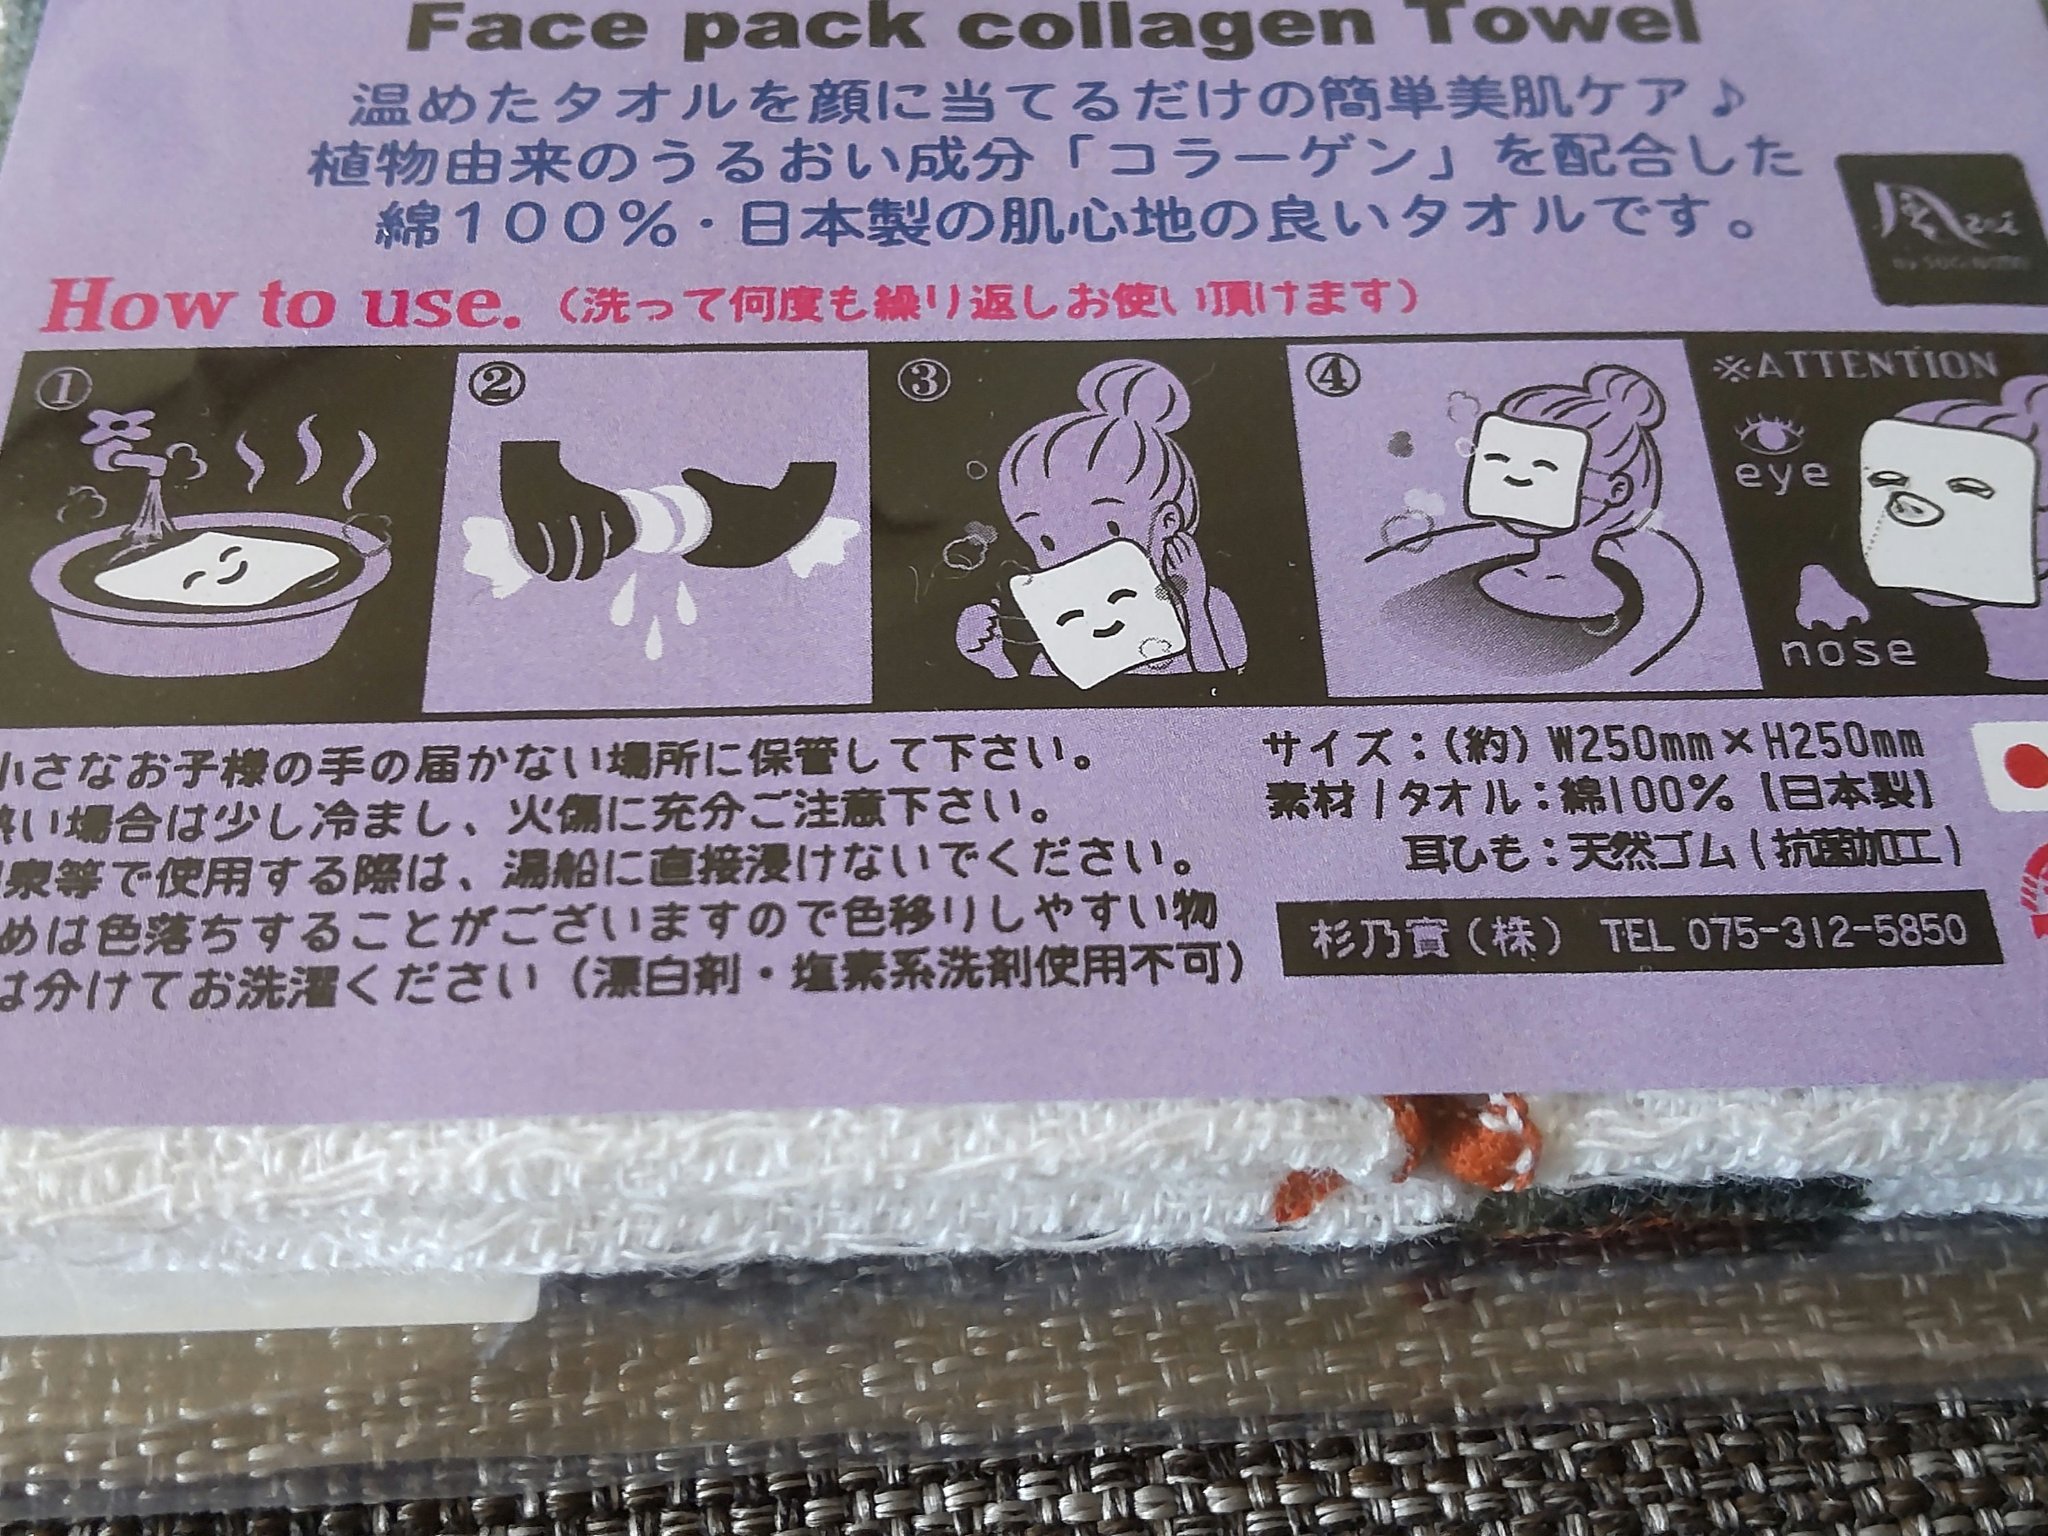 Face pack collagen Towel
温めたタオルを顔に当てるだけの簡単美肌ケア♪
植物由来のうるおい成分「コラーゲン」を配合した
綿100%・日本製の肌心地の良いタオルです。
風
How to use.（洗って何度も繰り返しお使い頂けます）
①
②
③
④
※ATTENTION
eye
nose
小さなお子様の手の届かない場所に保管して下さい。
熱い場合は少し冷まし、火傷に充分ご注意下さい。
泉等で使用する際は、湯船に直接浸けないでください。
めは色落ちすることがございますので色移りしやすい物
は分けてお洗濯ください（漂白剤・塩素系洗剤使用不可）
サイズ：(約) W250mm×H250mm
素材/タオル：綿100%【日本製】
耳ひも：天然ゴム(抗菌加工)
杉乃實（株） TEL 075-312-5850